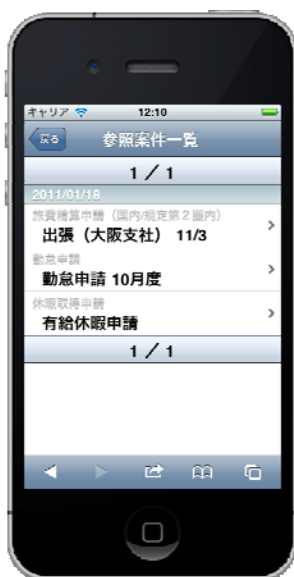 キャリア 12:10
戻る 参照案件一覧
1 / 1
2011/01/18
旅費精算申請（国内/規定第2圏内）
出張（大阪支社） 11/3
勤怠申請
勤怠申請 10月度
休暇取得申請
有給休暇申請
1 / 1